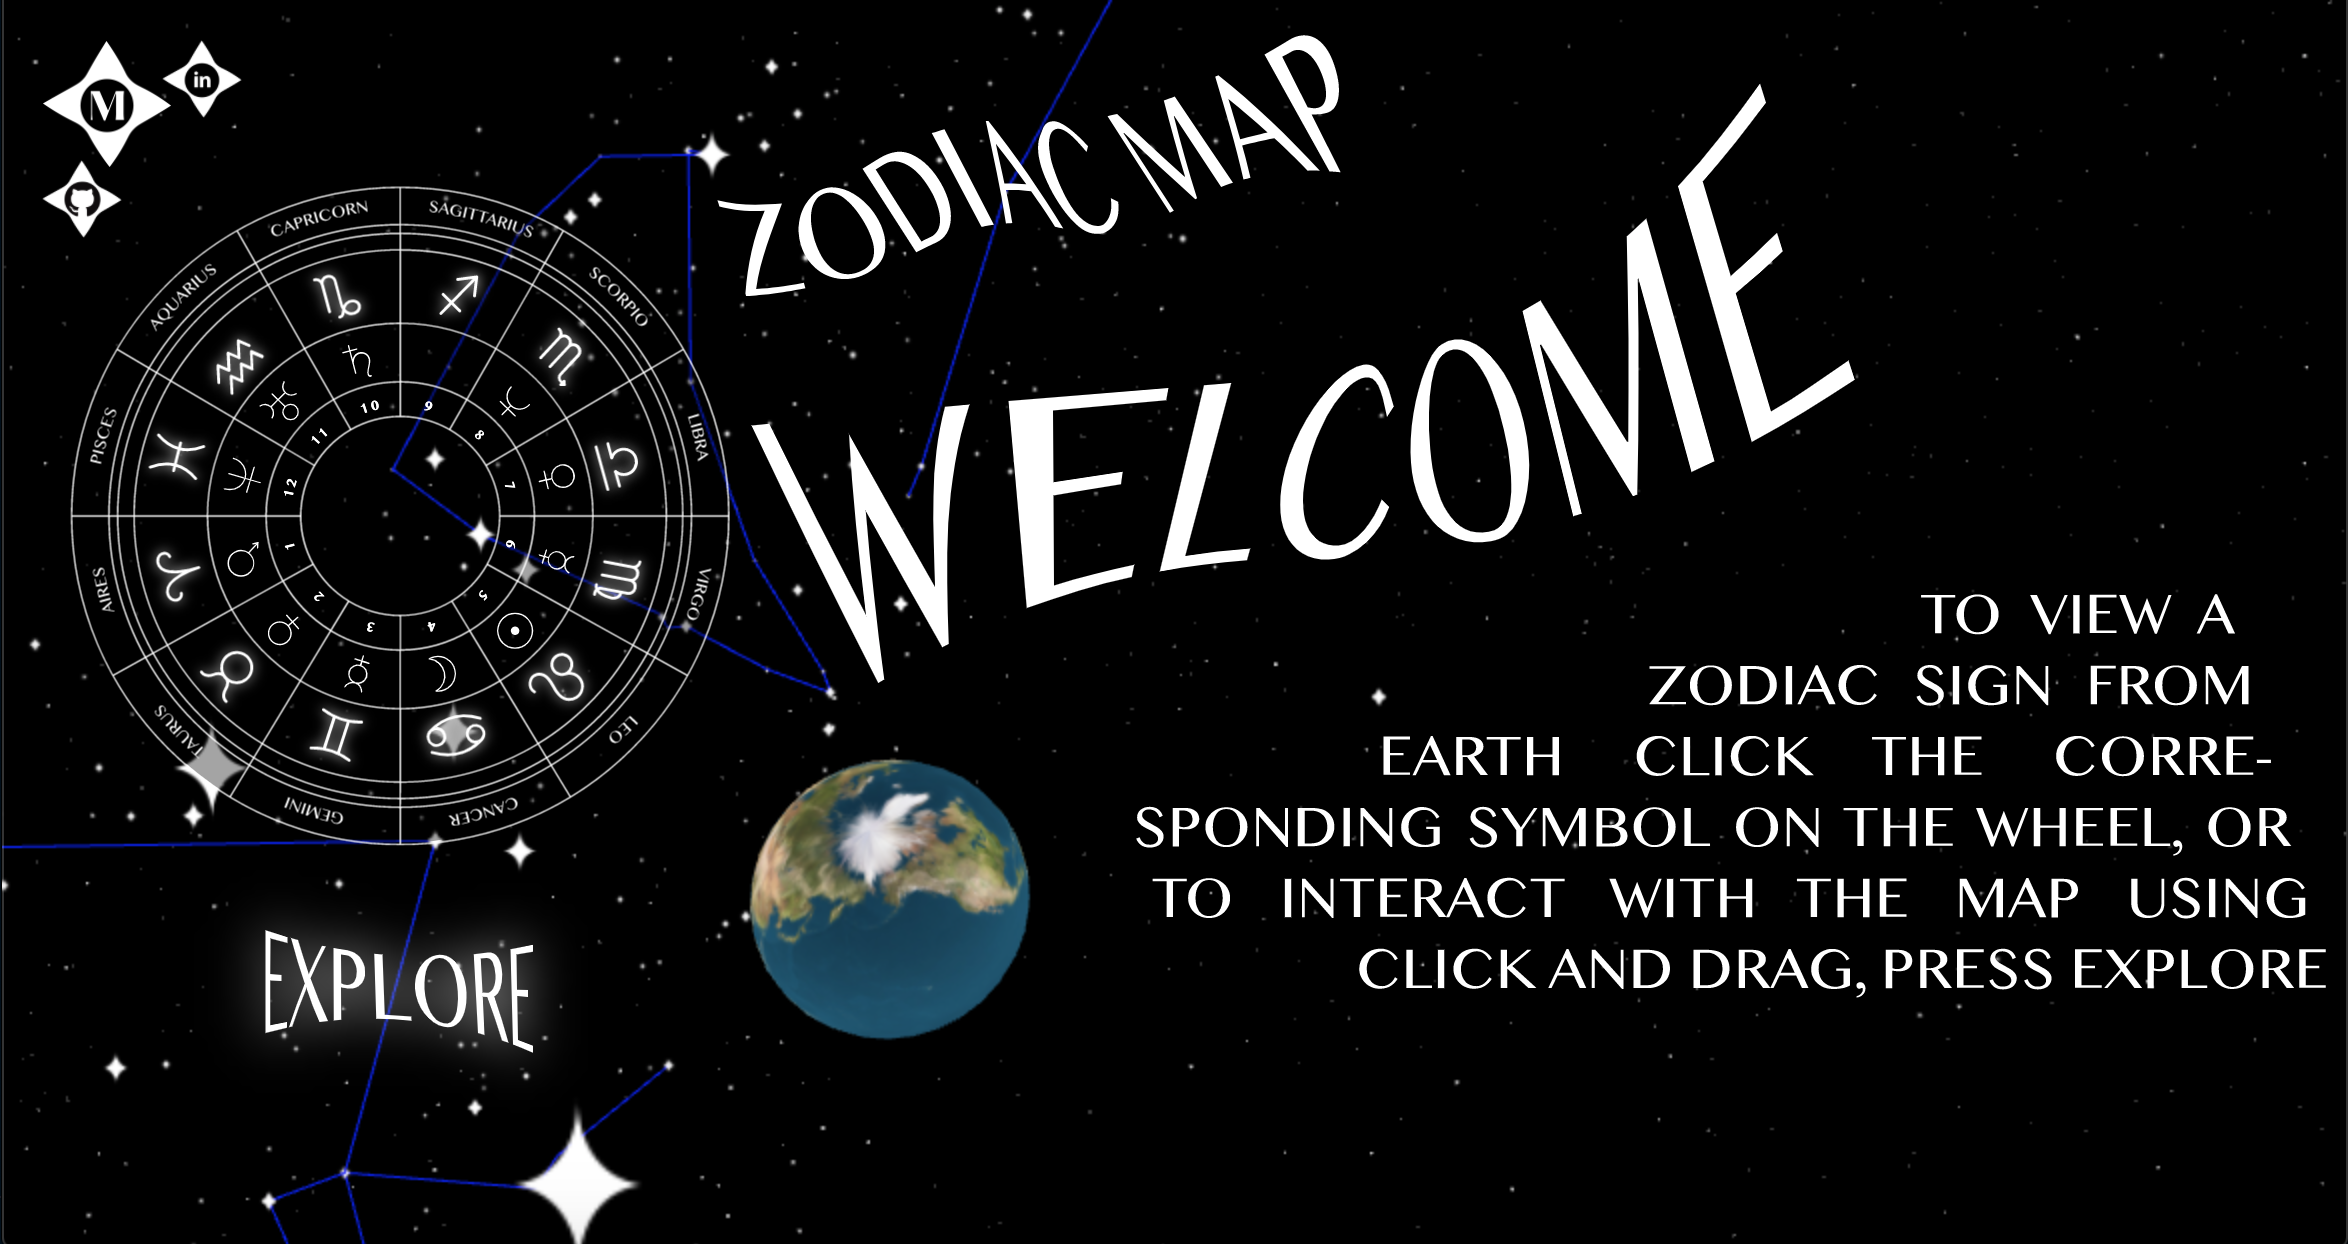 M
in
ZODIAC MAP
WELCOME
TO VIEW A
ZODIAC SIGN FROM
EARTH CLICK THE CORRE-
SPONDING SYMBOL ON THE WHEEL, OR
TO INTERACT WITH THE MAP USING
CLICK AND DRAG, PRESS EXPLORE
CAPRICORN
SAGITTARIUS
SCORPIO
LIBRA
VIRGO
LEO
CANCER
GEMINI
TAURUS
AIRES
PISCES
AQUARIUS
10
9
8
7
6
5
4
3
2
1
12
11
EXPLORE